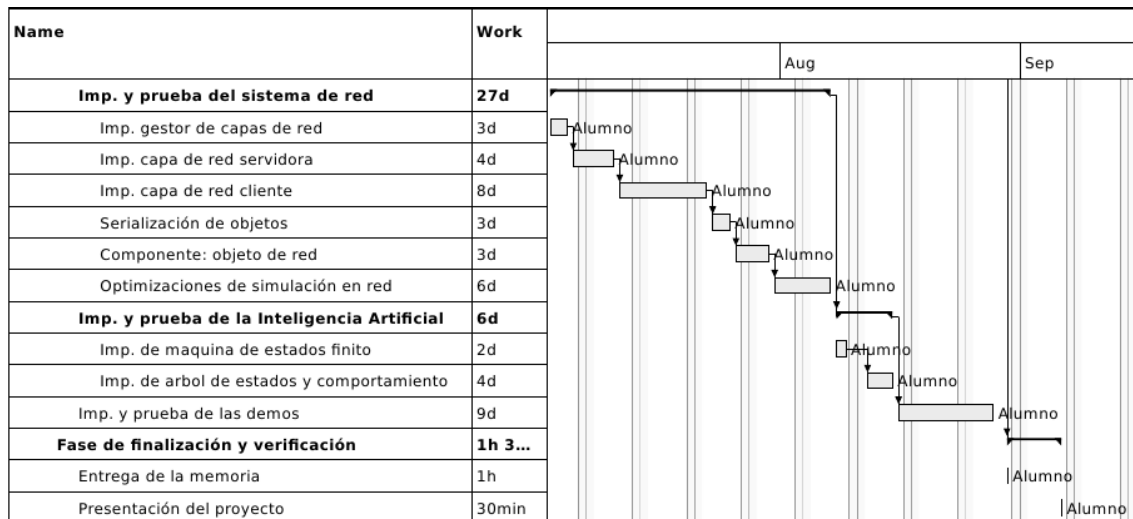 Name Work
Aug Sep
Imp. y prueba del sistema de red 27d
Imp. gestor de capas de red 3d Alumno
Imp. capa de red servidora 4d Alumno
Imp. capa de red cliente 8d Alumno
Serialización de objetos 3d Alumno
Componente: objeto de red 3d Alumno
Optimizaciones de simulación en red 6d Alumno
Imp. y prueba de la Inteligencia Artificial 6d
Imp. de maquina de estados finito 2d Alumno
Imp. de arbol de estados y comportamiento 4d Alumno
Imp. y prueba de las demos 9d Alumno
Fase de finalización y verificación 1h 3...
Entrega de la memoria 1h Alumno
Presentación del proyecto 30min Alumno